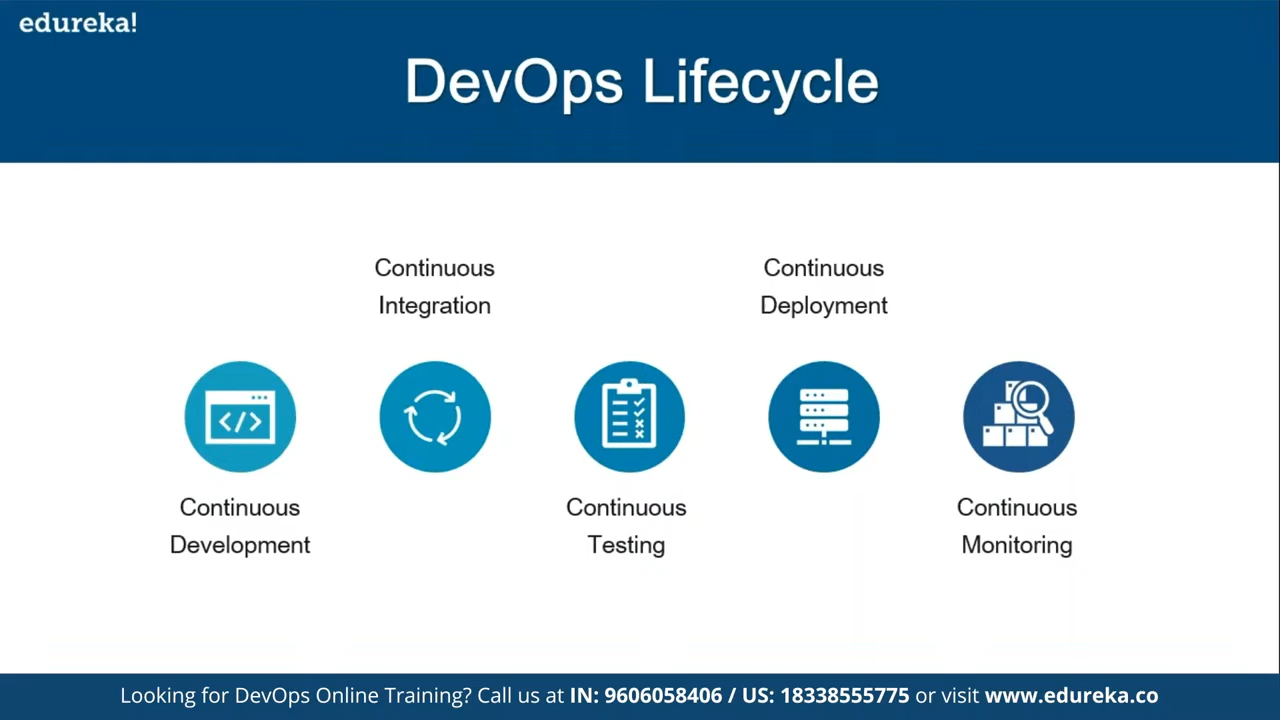 edureka!
DevOps Lifecycle
Continuous
Integration
Continuous
Deployment
</>
Continuous
Development
Continuous
Testing
Continuous
Monitoring
Looking for DevOps Online Training? Call us at IN: 9606058406 / US: 18338555775 or visit www.edureka.co